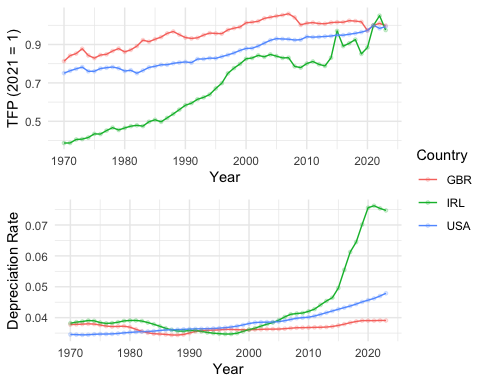 TFP (2021 = 1)
0.9
0.7
0.5
1970 1980 1990 2000 2010 2020
Year
Country
GBR
IRL
USA
Depreciation Rate
0.07
0.06
0.05
0.04
1970 1980 1990 2000 2010 2020
Year